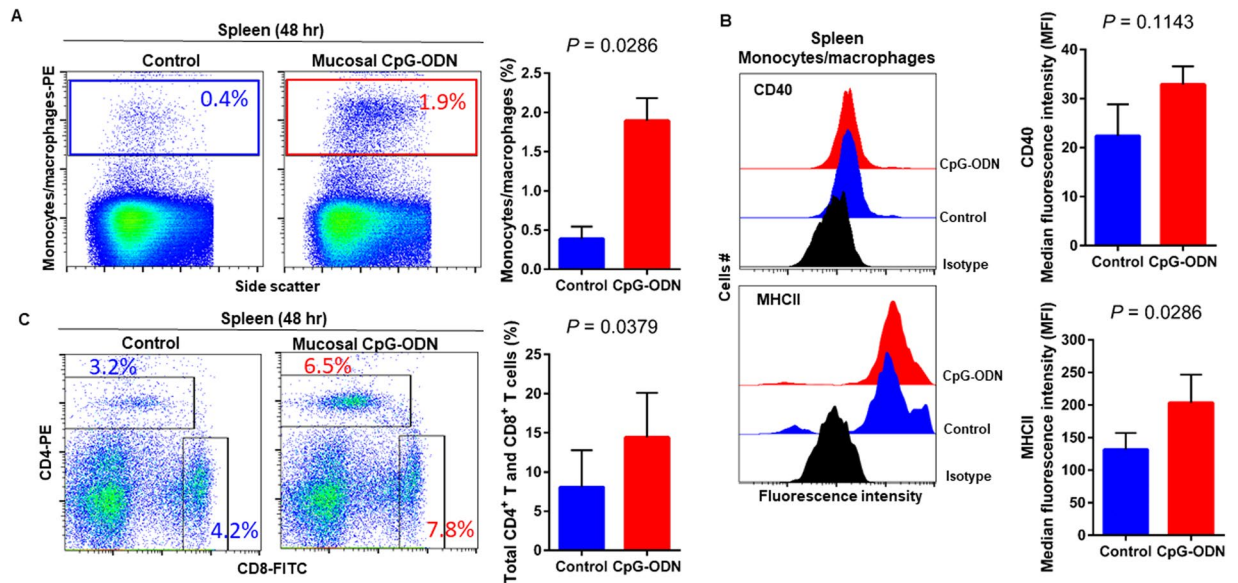 A
Spleen (48 hr)
Control
Mucosal CpG-ODN
Monocytes/macrophages-PE
0.4%
1.9%
Side scatter
P = 0.0286
Monocytes/macrophages (%)
2.5
2.0
1.5
1.0
0.5
0.0
Control CpG-ODN
B
Spleen
Monocytes/macrophages
CD40
CpG-ODN
Control
Isotype
Cells #
MHCII
CpG-ODN
Control
Isotype
Fluorescence intensity
P = 0.1143
CD40
Median fluorescence intensity (MFI)
40
30
20
10
0
Control CpG-ODN
P = 0.0286
MHCII
Median fluorescence intensity (MFI)
300
250
200
150
100
50
0
Control CpG-ODN
C
Spleen (48 hr)
Control
Mucosal CpG-ODN
CD4-PE
3.2%
4.2%
6.5%
7.8%
CD8-FITC
P = 0.0379
Total CD4+ T and CD8+ T cells (%)
25
20
15
10
5
0
Control CpG-ODN